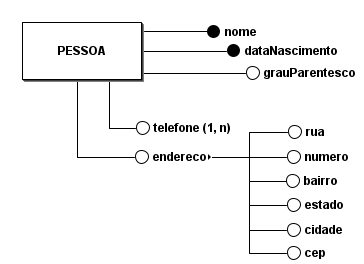 nome
PESSOA
dataNascimento
grauParentesco
telefone (1, n)
endereco
rua
numero
bairro
estado
cidade
cep